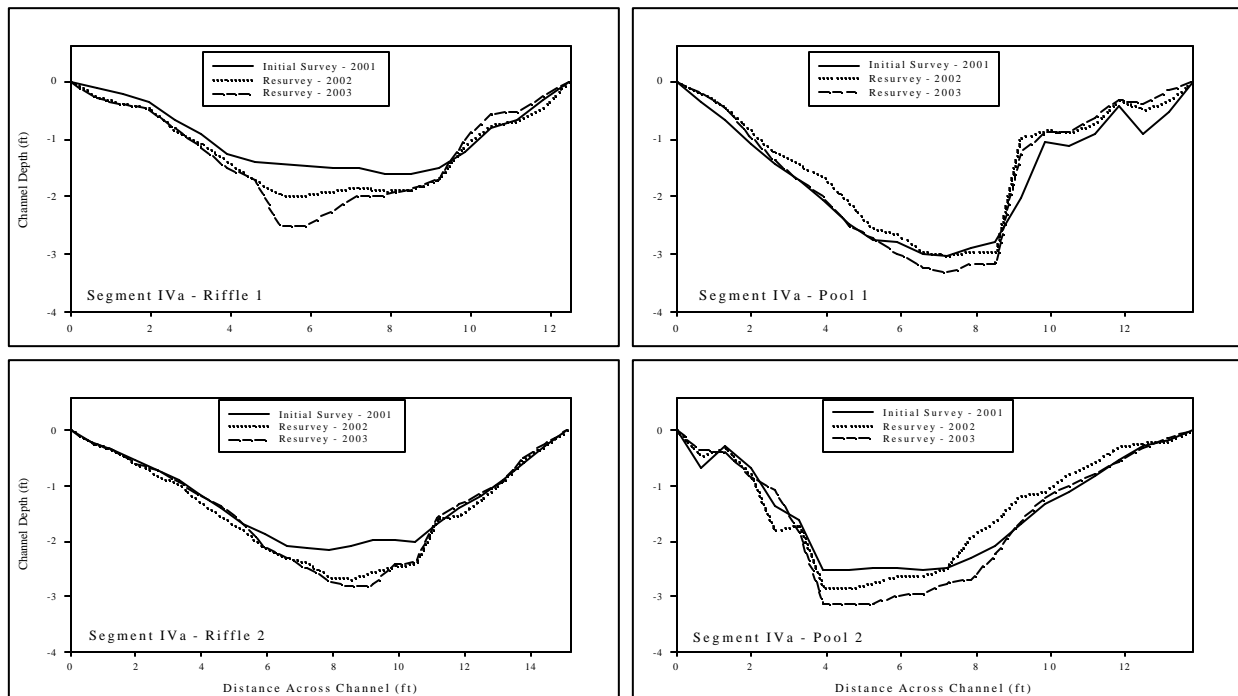 Initial Survey - 2001
Resurvey - 2002
Resurvey - 2003
Channel Depth (ft)
0
-1
-2
-3
-4
Segment IVa - Riffle 1
0 2 4 6 8 10 12
Initial Survey - 2001
Resurvey - 2002
Resurvey - 2003
0
-1
-2
-3
-4
Segment IVa - Pool 1
0 2 4 6 8 10 12
Initial Survey - 2001
Resurvey - 2002
Resurvey - 2003
Channel Depth (ft)
0
-1
-2
-3
-4
Segment IVa - Riffle 2
0 2 4 6 8 10 12 14
Distance Across Channel (ft)
Initial Survey - 2001
Resurvey - 2002
Resurvey - 2003
0
-1
-2
-3
-4
Segment IVa - Pool 2
0 2 4 6 8 10 12
Distance Across Channel (ft)